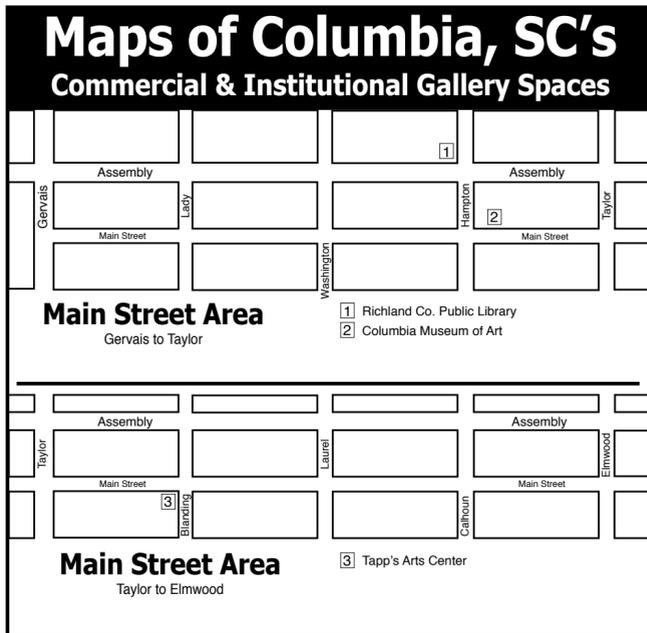 Maps of Columbia, SC's
Commercial & Institutional Gallery Spaces
1
Assembly
Assembly
Gervais
Lady
Hampton
Taylor
2
Main Street
Main Street
Washington
Main Street Area
Gervais to Taylor
1 Richland Co. Public Library
2 Columbia Museum of Art
Assembly
Assembly
Taylor
Laurel
Elmwood
Main Street
Main Street
3
Blanding
Calhoun
Main Street Area
Taylor to Elmwood
3 Tapp's Arts Center